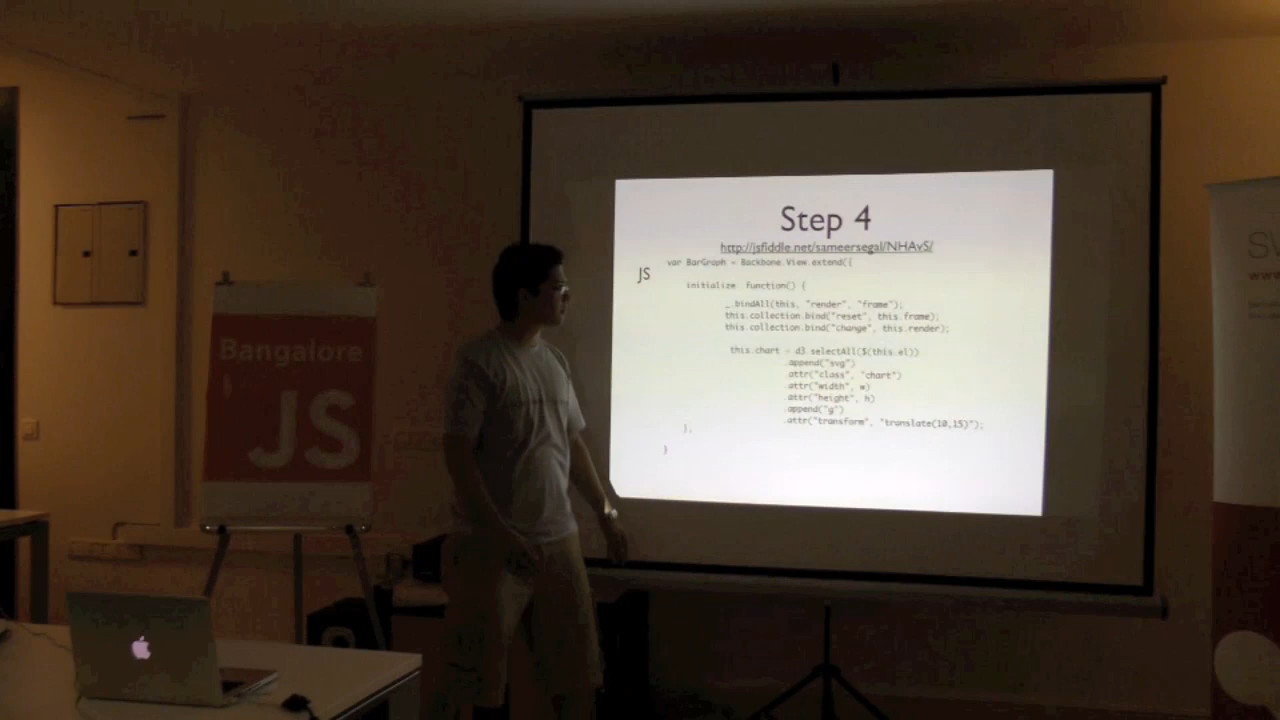 Step 4
http://jsfiddle.net/sameersegal/NHAvS/
JS
var BarGraph = Backbone.View.extend({
initialize function() {
_.bindAll(this, "render", "frame");
this.collection.bind("reset", this.frame);
this.collection.bind("change", this.render);
this.chart = d3.selectAll($(this.el))
.append("svg")
.attr("class", "chart")
.attr("width", w)
.attr("height", h)
.append("g")
.attr("transform", "translate(10,15)");
},
}
Bangalore
JS